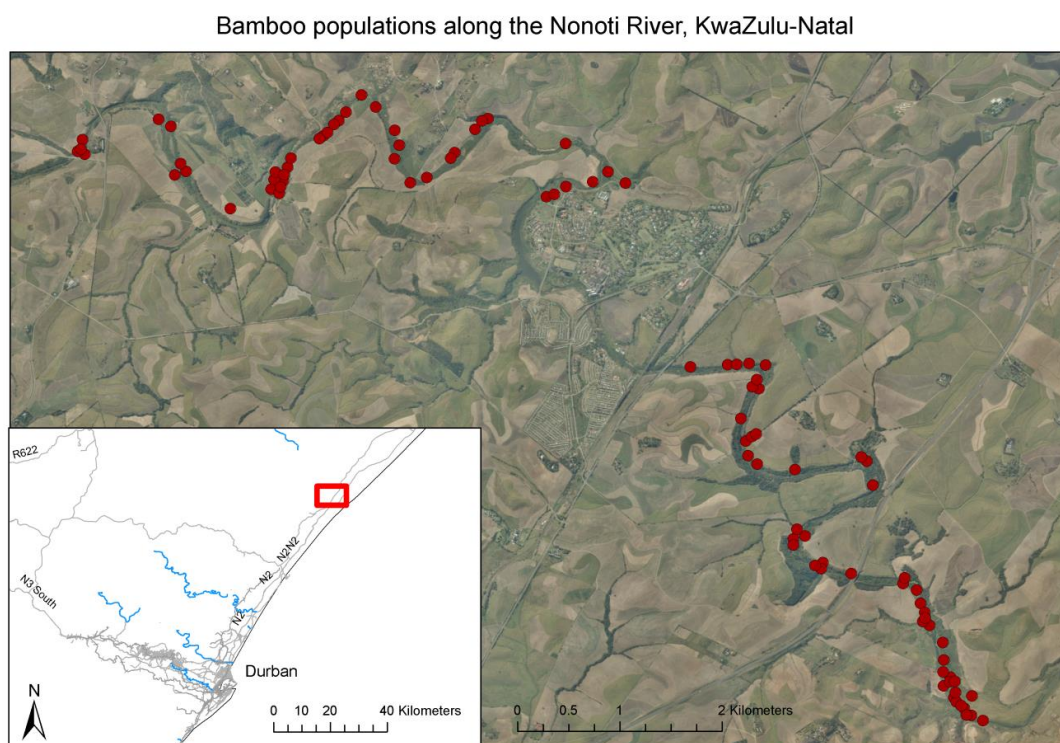 Bamboo populations along the Nonoti River, KwaZulu-Natal
R622
N2N2
N2
N3 South
N2
Durban
N
0 10 20 40 Kilometers
0 0.5 1 2 Kilometers